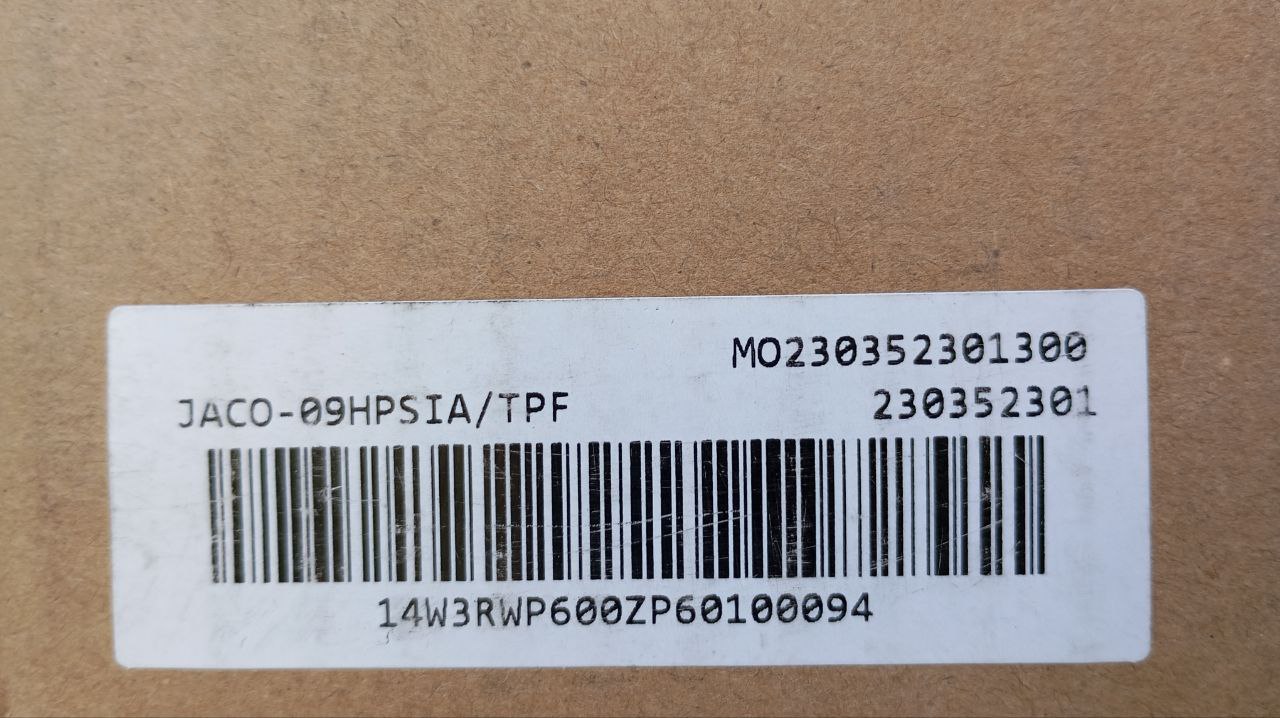 MO230352301300
JACO-09HPSIA/TPF 230352301
14W3RWP600ZP60100094